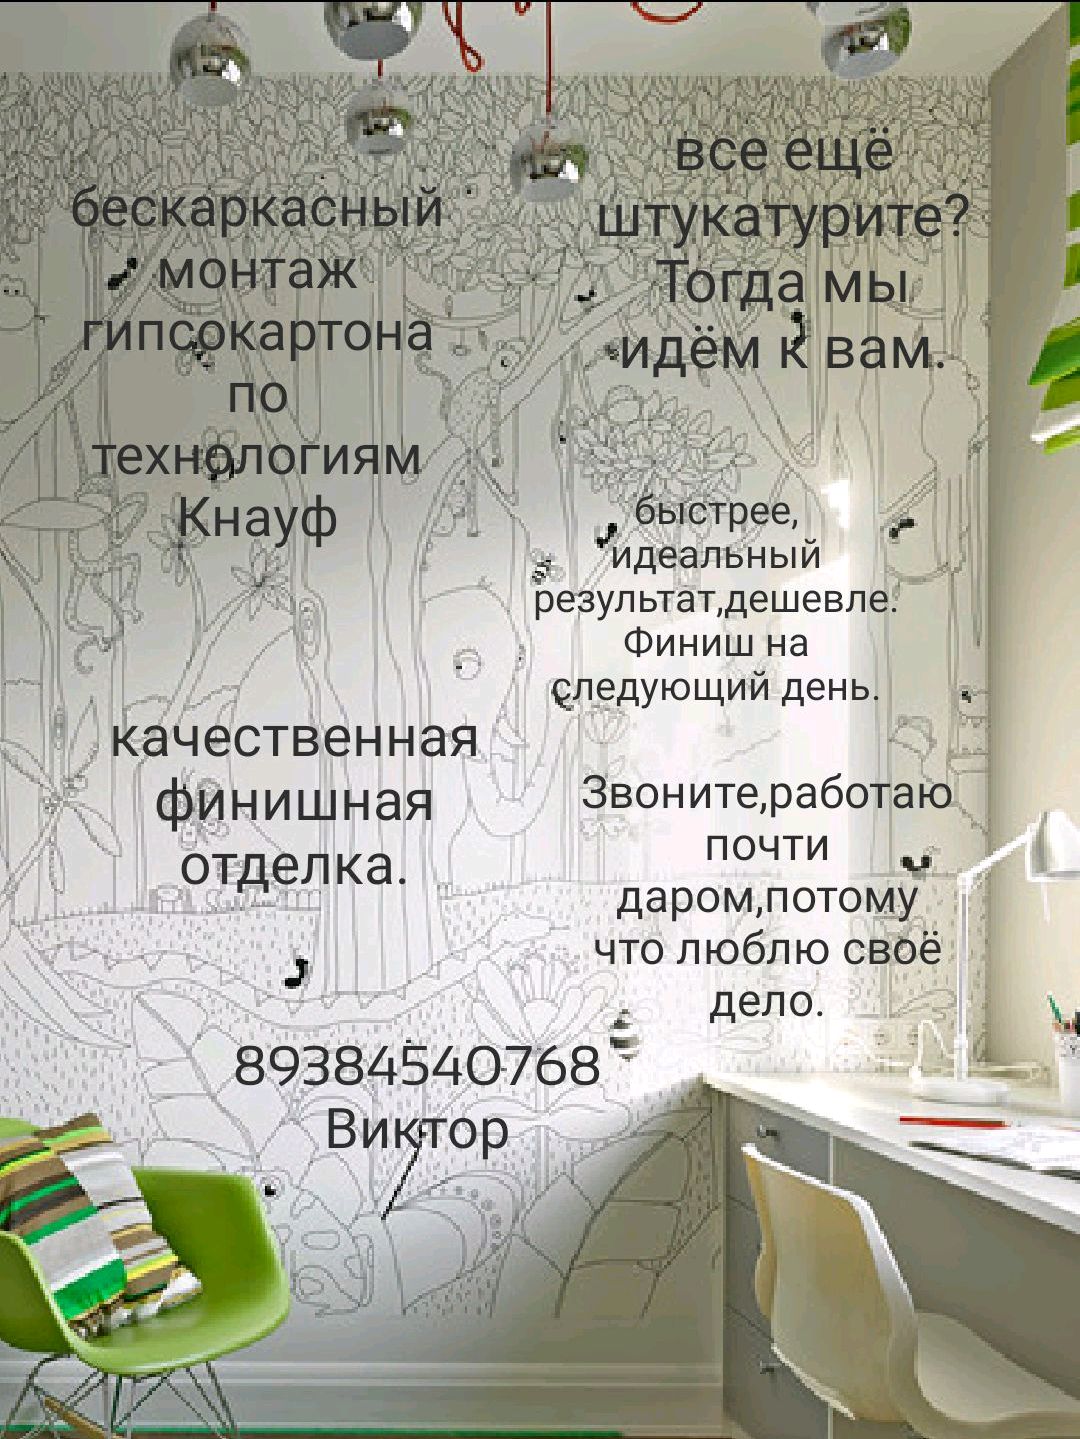 бескаркасный
монтаж
гипсокартона
по
технологиям
Кнауф
все ещё
штукатурите?
Тогда мы
идём к вам.
быстрее,
идеальный
результат,дешевле.
Финиш на
следующий день.
качественная
финишная
отделка.
Звоните,работаю
почти
даром,потому
что люблю своё
дело.
89384540768
Виктор